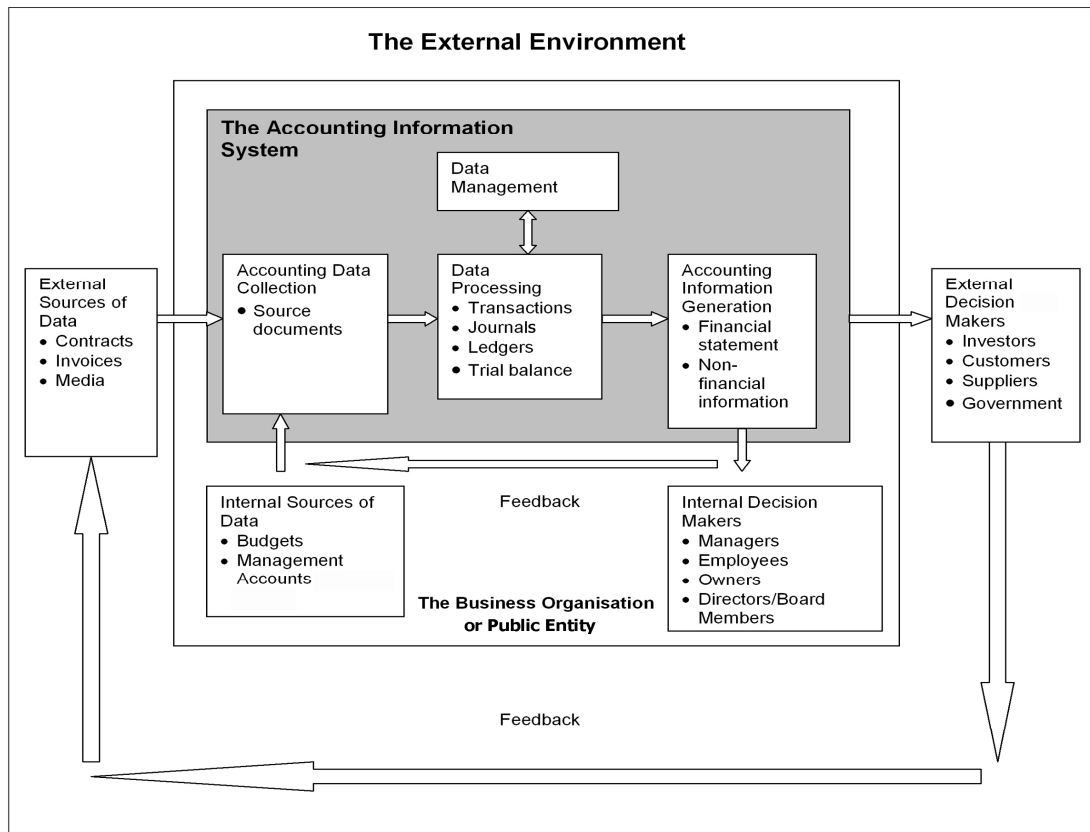 The External Environment
The Accounting Information
System
Data
Management
External
Sources of
Data
• Contracts
• Invoices
• Media
Accounting Data
Collection
• Source
documents
Data
Processing
• Transactions
• Journals
• Ledgers
• Trial balance
Accounting
Information
Generation
• Financial
statement
• Non-
financial
information
External
Decision
Makers
• Investors
• Customers
• Suppliers
• Government
Feedback
Internal Sources of
Data
• Budgets
• Management
Accounts
Internal Decision
Makers
• Managers
• Employees
• Owners
• Directors/Board
Members
The Business Organisation
or Public Entity
Feedback